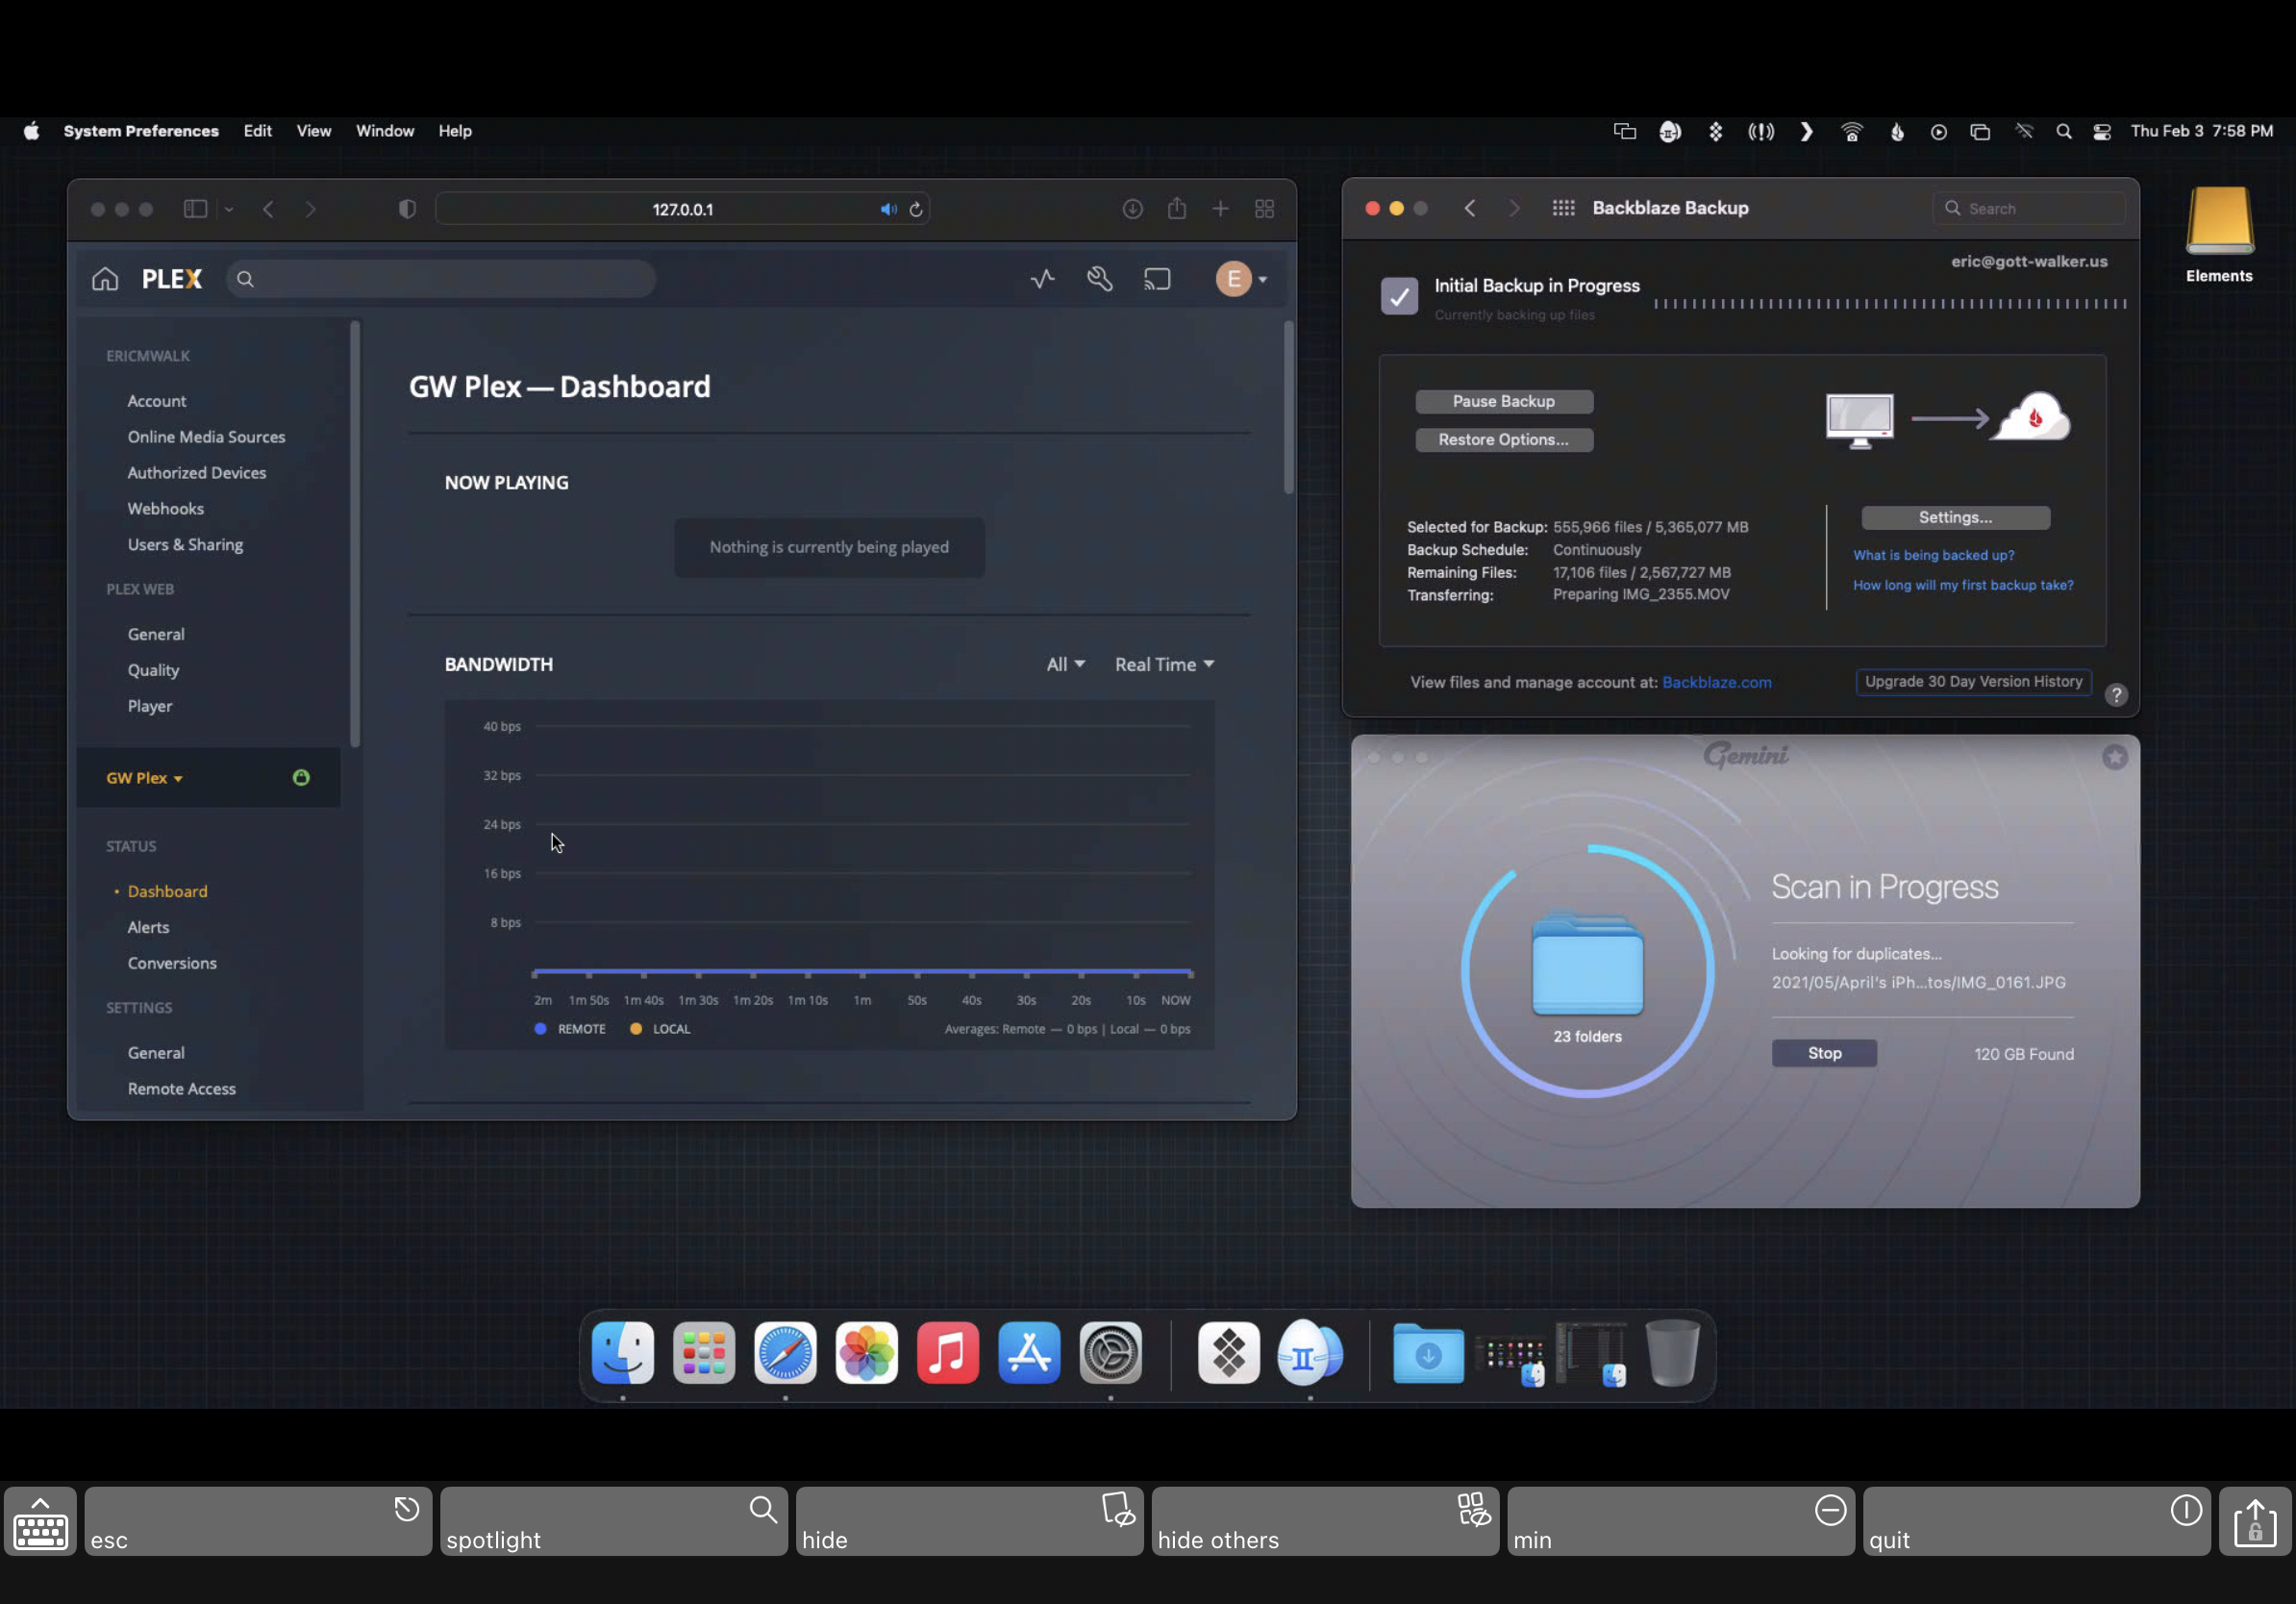 System Preferences Edit View Window Help
Thu Feb 3 7:58 PM
127.0.0.1
PLEX
E
ERICMWALK
Account
Online Media Sources
Authorized Devices
Webhooks
Users & Sharing
PLEX WEB
General
Quality
Player
GW Plex
STATUS
Dashboard
Alerts
Conversions
SETTINGS
General
Remote Access
GW Plex — Dashboard
NOW PLAYING
Nothing is currently being played
BANDWIDTH
All Real Time
40 bps
32 bps
24 bps
16 bps
8 bps
2m 1m 50s 1m 40s 1m 30s 1m 20s 1m 10s 1m 50s 40s 30s 20s 10s NOW
REMOTE LOCAL Averages: Remote — 0 bps | Local — 0 bps
Backblaze Backup
Search
eric@gott-walker.us
Initial Backup in Progress
Currently backing up files
Pause Backup
Restore Options...
Selected for Backup: 555,966 files / 5,365,077 MB
Backup Schedule: Continuously
Remaining Files: 17,106 files / 2,567,727 MB
Transferring: Preparing IMG_2355.MOV
Settings...
What is being backed up?
How long will my first backup take?
View files and manage account at: Backblaze.com
Upgrade 30 Day Version History
?
Elements
Gemini
Scan in Progress
Looking for duplicates...
2021/05/April's iPh...tos/IMG_0161.JPG
23 folders
Stop
120 GB Found
esc
spotlight
hide
hide others
min
quit